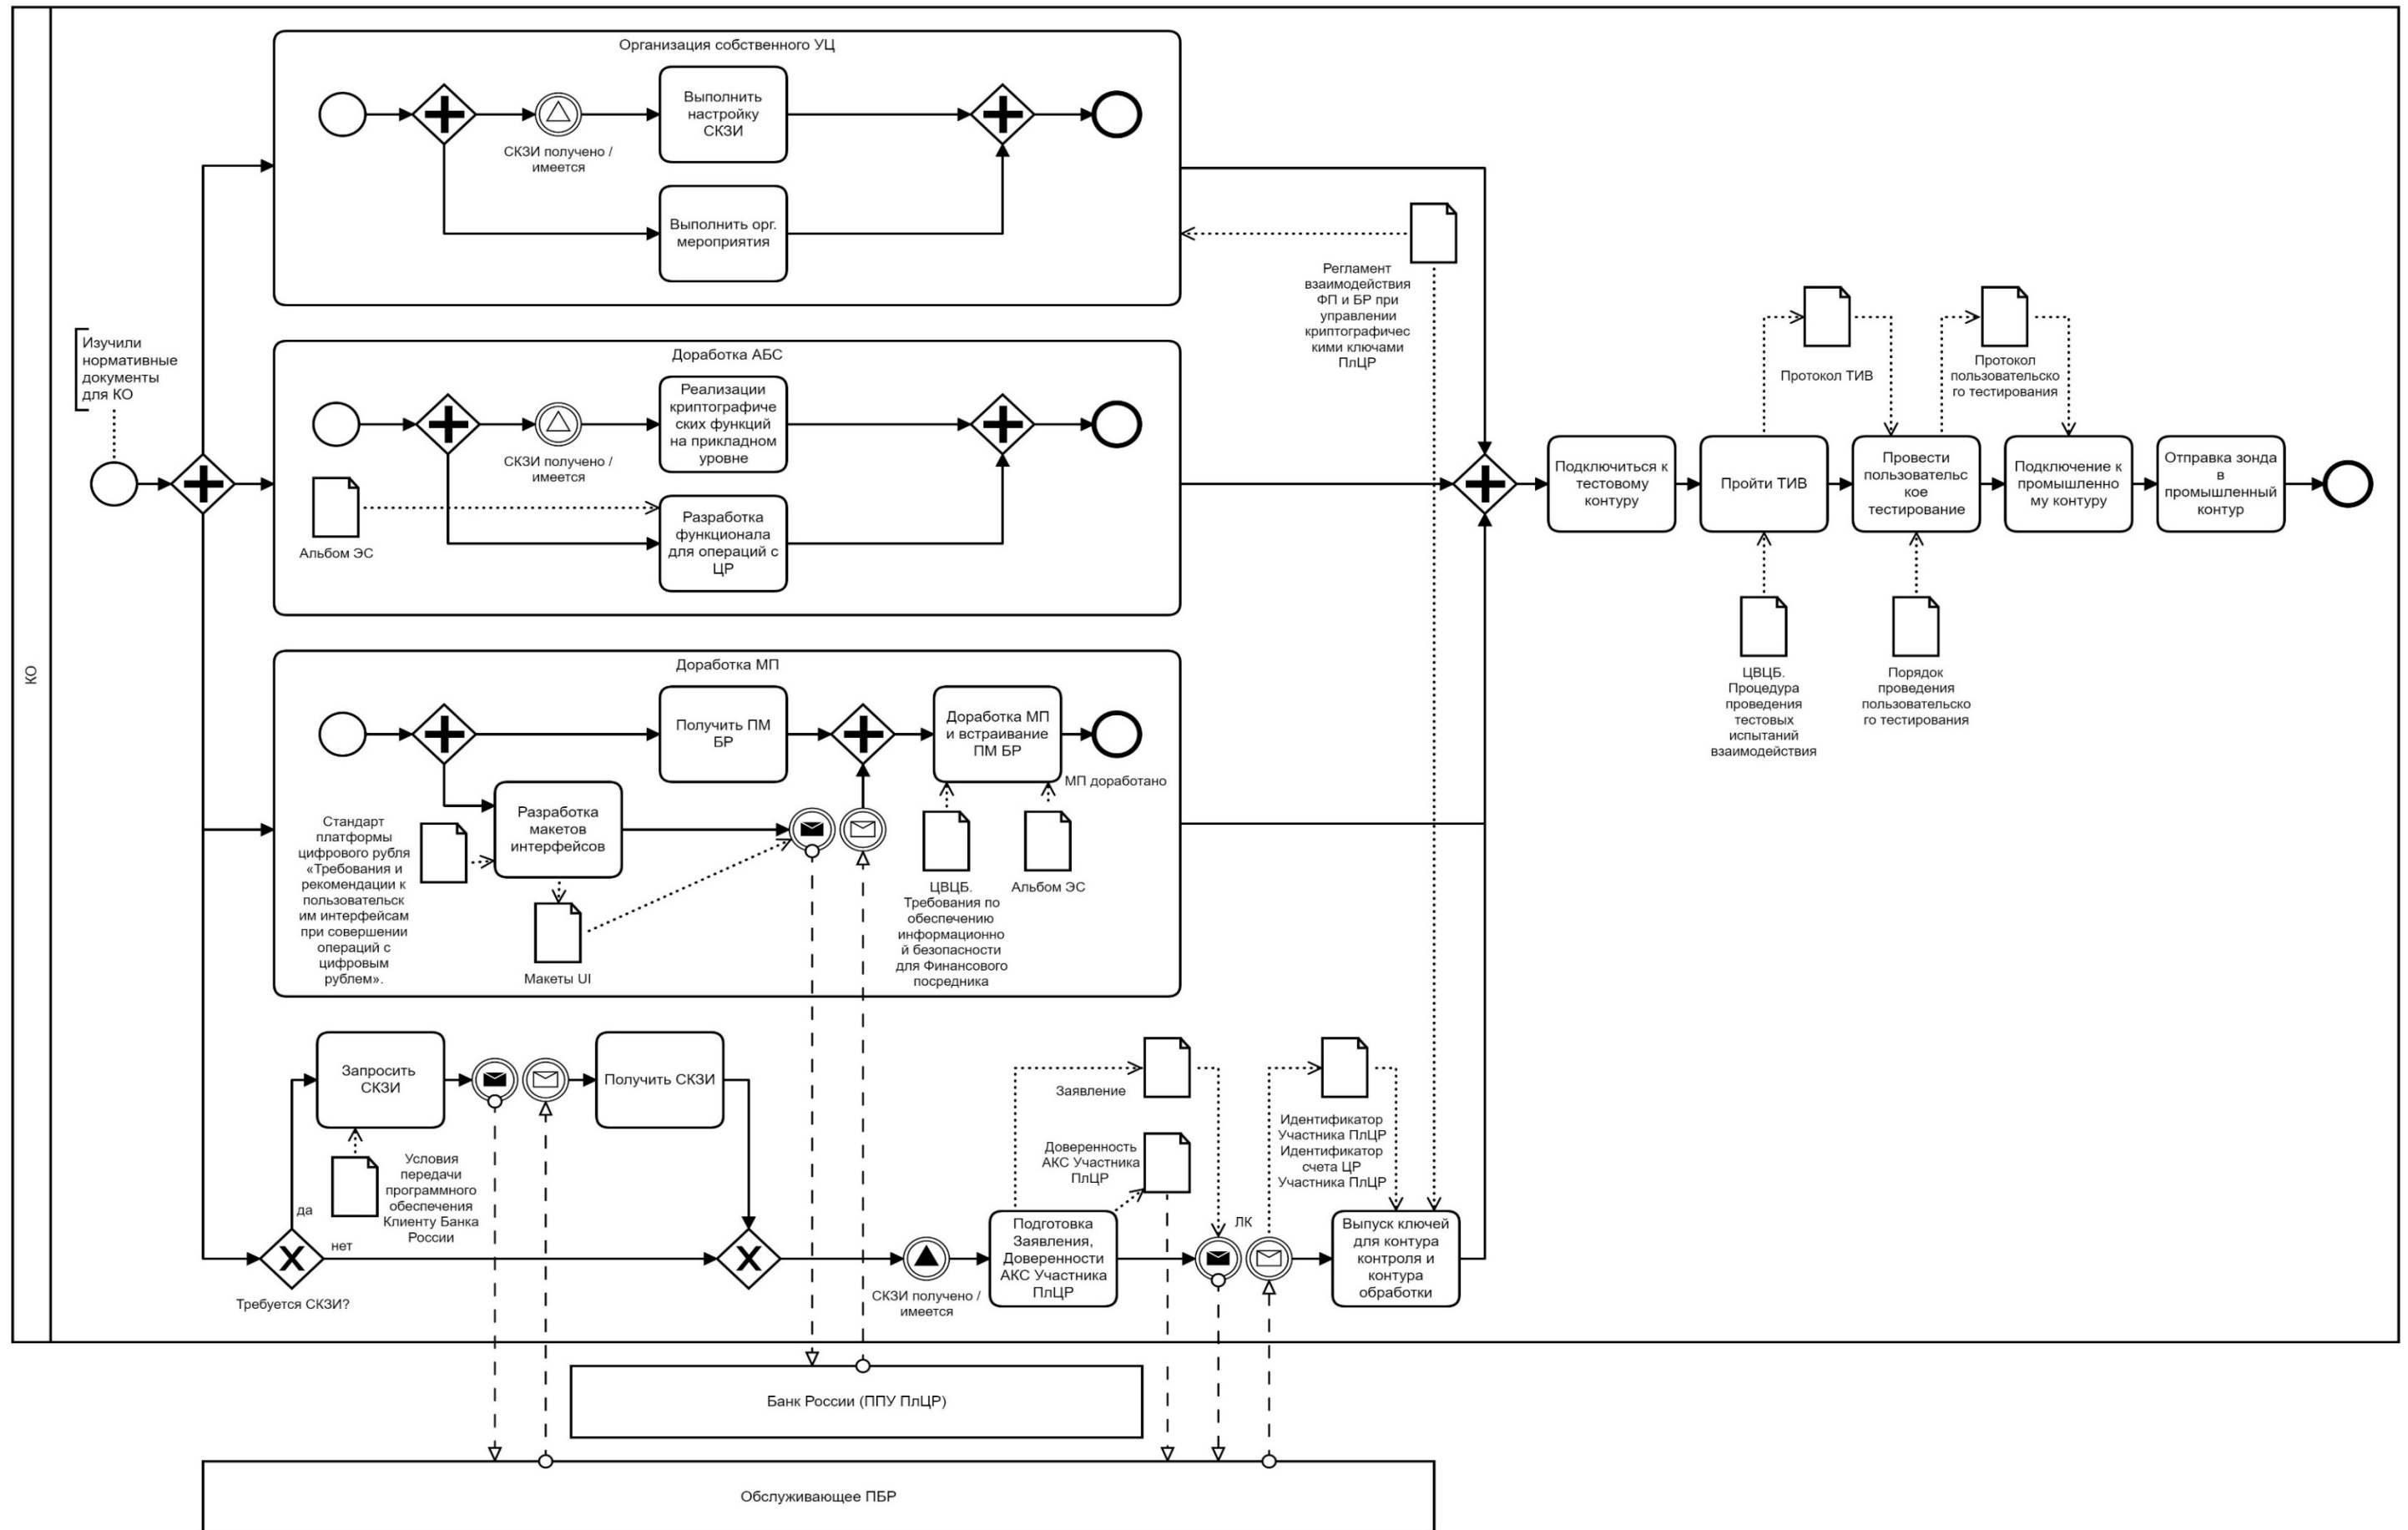 КО
Изучили
нормативные
документы
для КО
Организация собственного УЦ
СКЗИ получено /
имеется
Выполнить
настройку
СКЗИ
Выполнить орг.
мероприятия
Доработка АБС
СКЗИ получено /
имеется
Реализации
криптографиче
ских функций
на прикладном
уровне
Альбом ЭС
Разработка
функционала
для операций с
ЦР
Доработка МП
Получить ПМ
БР
Доработка МП
и встраивание
ПМ БР
МП доработано
Разработка
макетов
интерфейсов
Стандарт
платформы
цифрового рубля
«Требования и
рекомендации к
пользовательск
им интерфейсам
при совершении
операций с
цифровым
рублем».
Макеты UI
ЦВЦБ.
Требования по
обеспечению
информационно
й безопасности
для Финансового
посредника
Альбом ЭС
Запросить
СКЗИ
Получить СКЗИ
Условия
передачи
программного
обеспечения
Клиенту Банка
России
да
нет
Требуется СКЗИ?
СКЗИ получено /
имеется
Заявление
Доверенность
АКС Участника
ПлЦР
Подготовка
Заявления,
Доверенности
АКС Участника
ПлЦР
ЛК
Идентификатор
Участника ПлЦР
Идентификатор
счета ЦР
Участника ПлЦР
Выпуск ключей
для контура
контроля и
контура
обработки
Регламент
взаимодействия
ФП и БР при
управлении
криптографичес
кими ключами
ПлЦР
Подключиться к
тестовому
контуру
Пройти ТИВ
Протокол ТИВ
Провести
пользовательс
кое
тестирование
Протокол
пользовательско
го тестирования
Подключение к
промышленно
му контуру
Отправка зонда
в
промышленный
контур
ЦВЦБ.
Процедура
проведения
тестовых
испытаний
взаимодействия
Порядок
проведения
пользовательско
го тестирования
Банк России (ППУ ПлЦР)
Обслуживающее ПБР